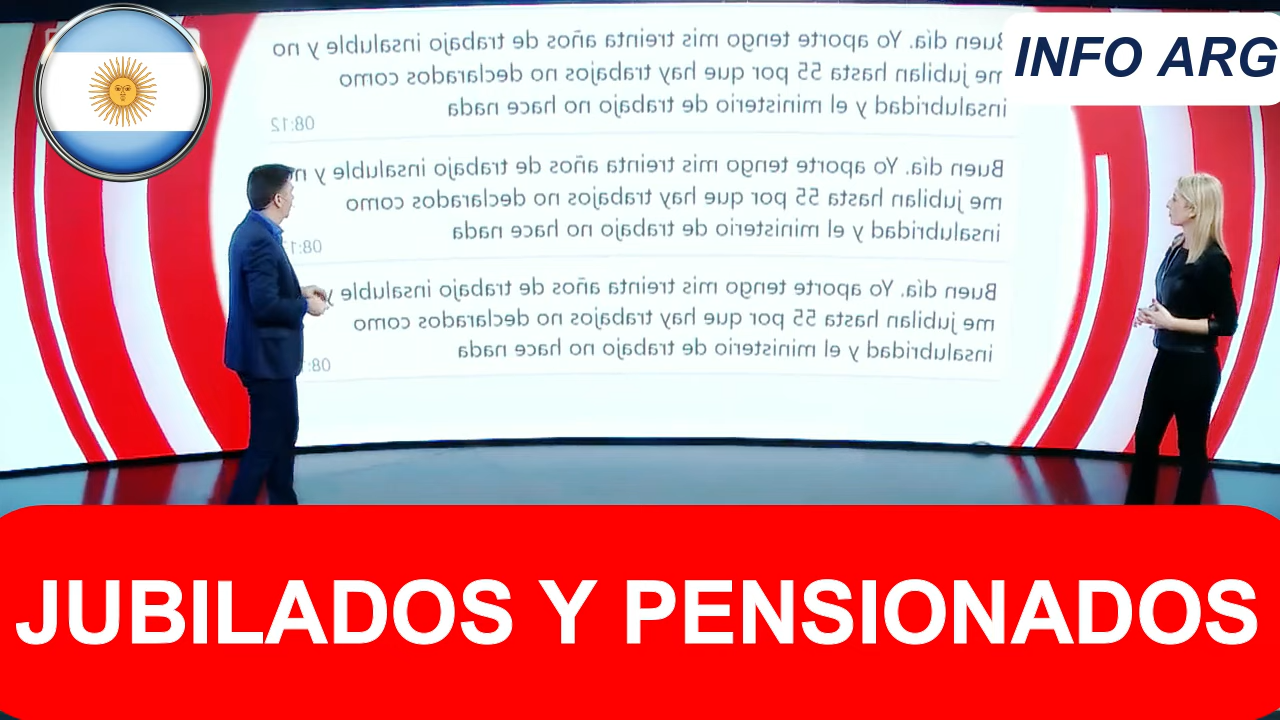 INFO ARG
Buen día. Yo aporte tengo mis treinta años de trabajo insaluble y no
me jubilan hasta 55 por que hay trabajos no declarados como
insalubridad y el ministerio de trabajo no hace nada
08:12
Buen día. Yo aporte tengo mis treinta años de trabajo insaluble y
me jubilan hasta 55 por que hay trabajos no declarados como
insalubridad y el ministerio de trabajo no hace nada
Buen día. Yo aporte tengo mis treinta años de trabajo insaluble y
me jubilan hasta 55 por que hay trabajos no declarados como
insalubridad y el ministerio de trabajo no hace nada
JUBILADOS Y PENSIONADOS